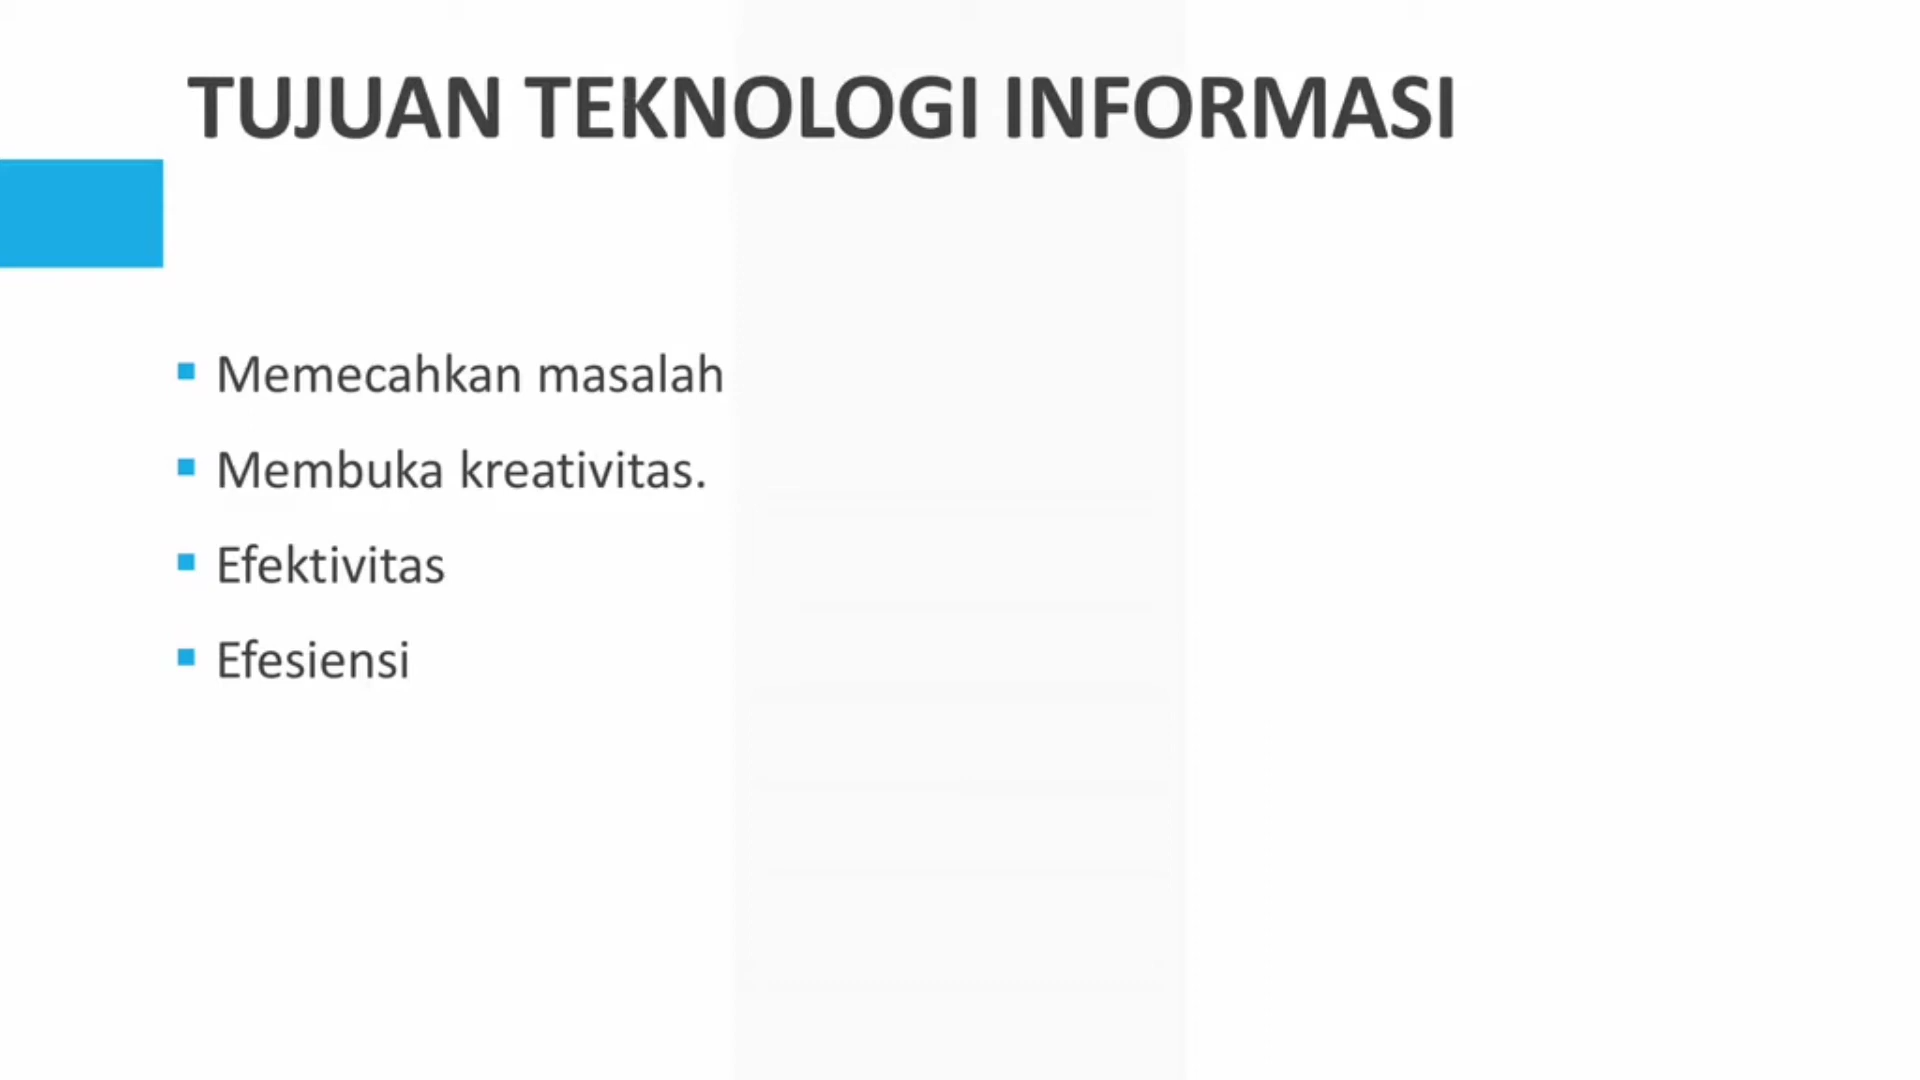 TUJUAN TEKNOLOGI INFORMASI
Memecahkan masalah
Membuka kreativitas.
Efektivitas
Efesiensi